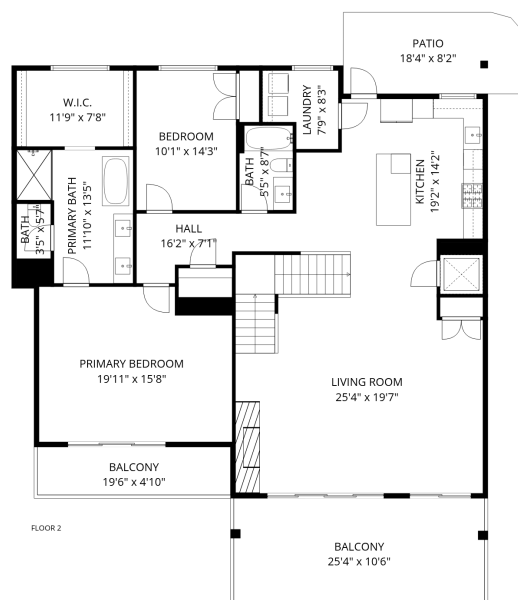 PATIO
18'4" x 8'2"
W.I.C.
11'9" x 7'8"
LAUNDRY
7'9" x 8'3"
BEDROOM
10'1" x 14'3"
BATH
5'5" x 8'7"
KITCHEN
19'2" x 14'2"
PRIMARY BATH
11'10" x 13'5"
BATH
3'5" x 5'7"
HALL
16'2" x 7'1"
PRIMARY BEDROOM
19'11" x 15'8"
LIVING ROOM
25'4" x 19'7"
BALCONY
19'6" x 4'10"
FLOOR 2
BALCONY
25'4" x 10'6"